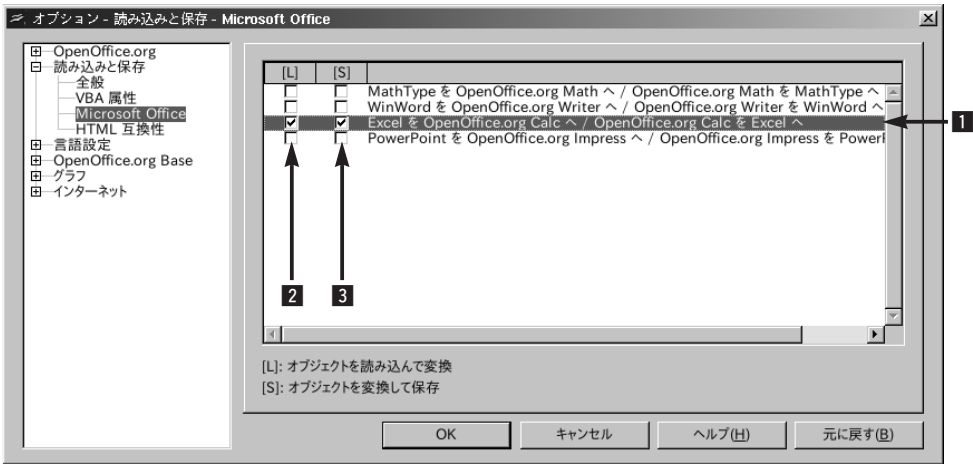 オプション - 読み込みと保存 - Microsoft Office
OpenOffice.org
読み込みと保存
全般
VBA 属性
Microsoft Office
HTML 互換性
言語設定
OpenOffice.org Base
グラフ
インターネット
[L] [S]
MathType を OpenOffice.org Math へ / OpenOffice.org Math を MathType へ
WinWord を OpenOffice.org Writer へ / OpenOffice.org Writer を WinWord へ
Excel を OpenOffice.org Calc へ / OpenOffice.org Calc を Excel へ
PowerPoint を OpenOffice.org Impress へ / OpenOffice.org Impress を Power
1
2 3
[L]: オブジェクトを読み込んで変換
[S]: オブジェクトを変換して保存
OK キャンセル ヘルプ(H) 元に戻す(B)